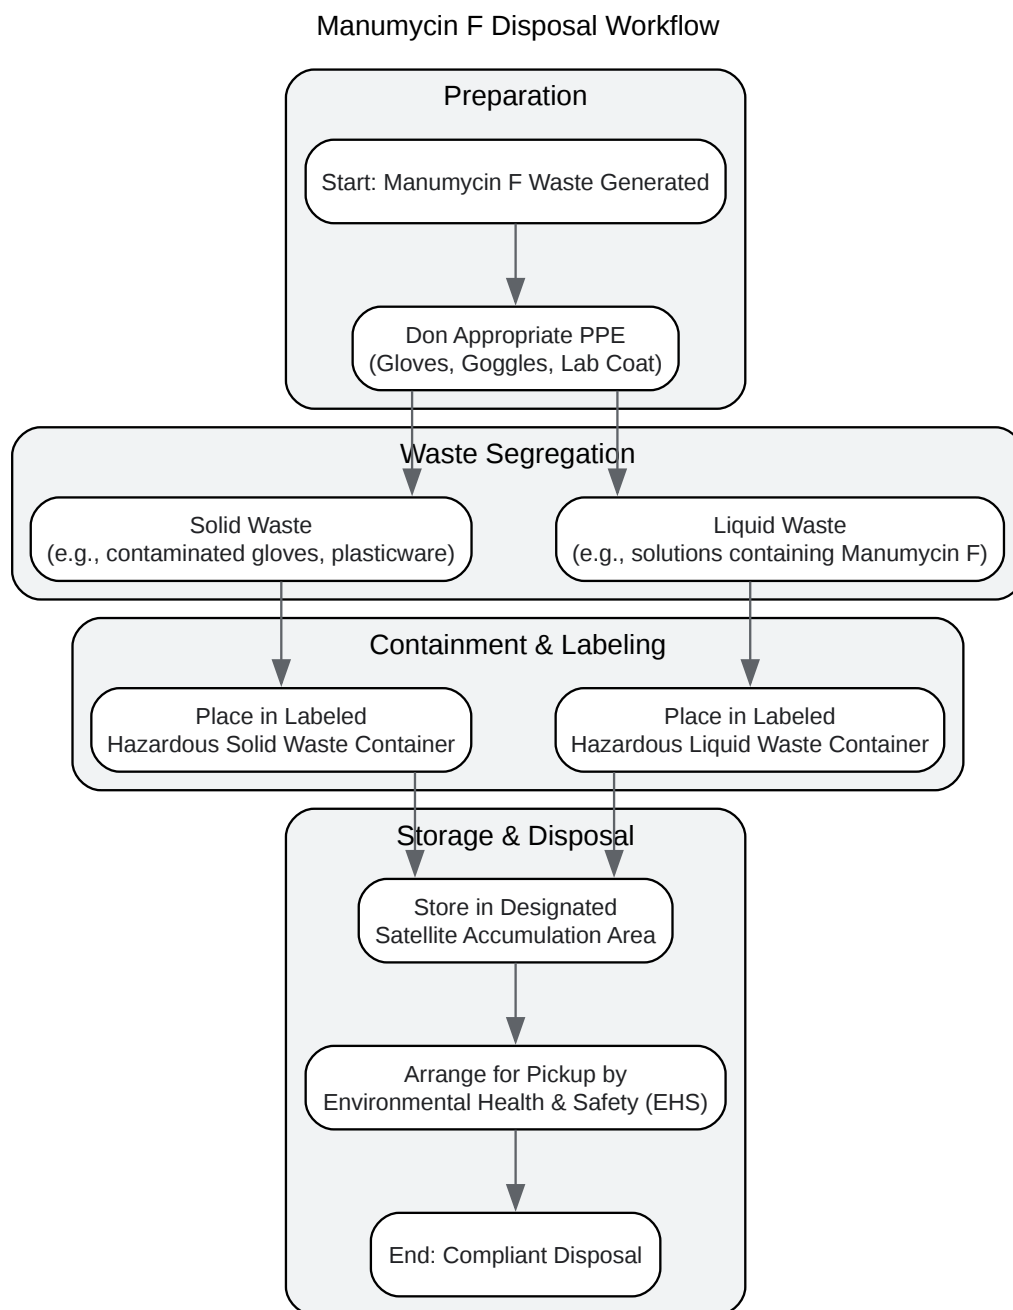 Manumycin F Disposal Workflow
Preparation
Start: Manumycin F Waste Generated
Don Appropriate PPE
(Gloves, Goggles, Lab Coat)
Waste Segregation
Solid Waste
(e.g., contaminated gloves, plasticware)
Liquid Waste
(e.g., solutions containing Manumycin F)
Containment & Labeling
Place in Labeled
Hazardous Solid Waste Container
Place in Labeled
Hazardous Liquid Waste Container
Storage & Disposal
Store in Designated
Satellite Accumulation Area
Arrange for Pickup by
Environmental Health & Safety (EHS)
End: Compliant Disposal